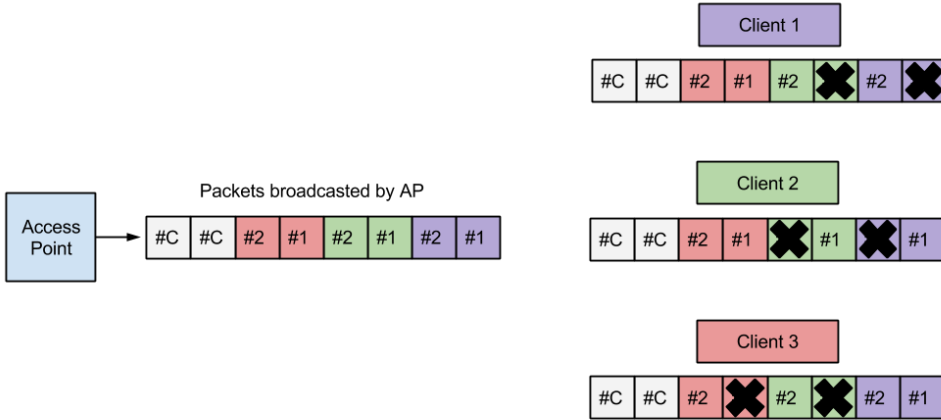 Client 1
#C #C #2 #1 #2 #2
Packets broadcasted by AP
Access
Point
#C #C #2 #1 #2 #1 #2 #1
Client 2
#C #C #2 #1 #1 #1
Client 3
#C #C #2 #2 #2 #1